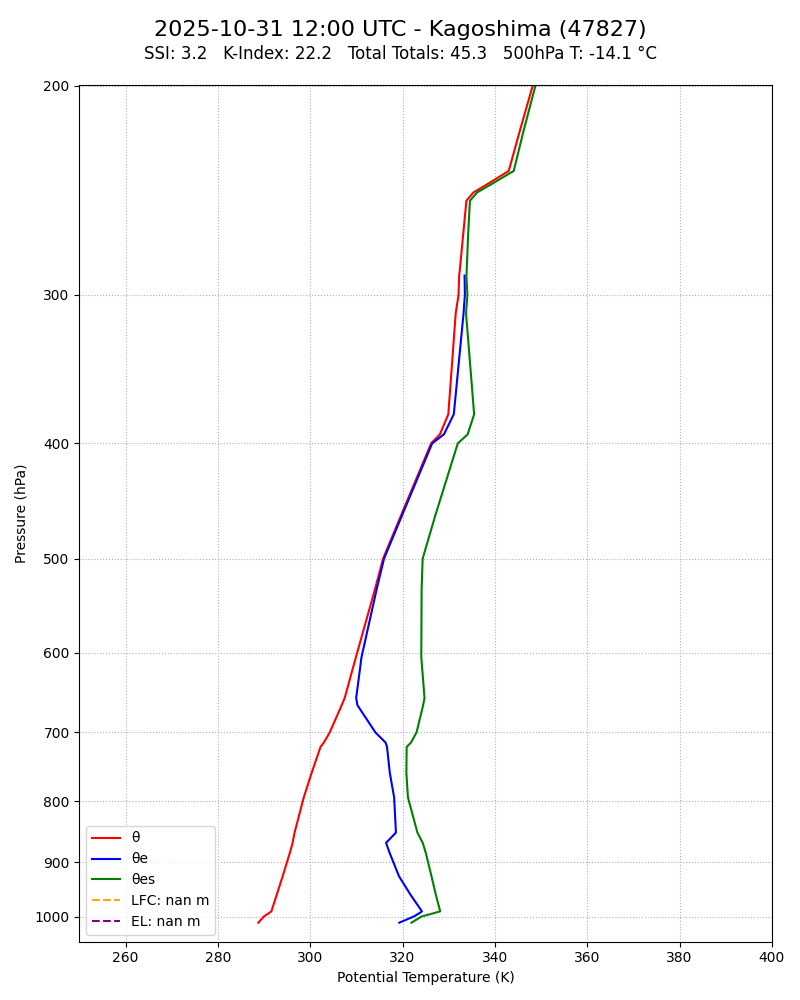 2025-10-31 12:00 UTC - Kagoshima (47827)
SSI: 3.2   K-Index: 22.2   Total Totals: 45.3   500hPa T: -14.1 °C
200
300
400
500
600
700
800
900
1000
Pressure (hPa)
θ
θe
θes
LFC: nan m
EL: nan m
260 280 300 320 340 360 380 400
Potential Temperature (K)